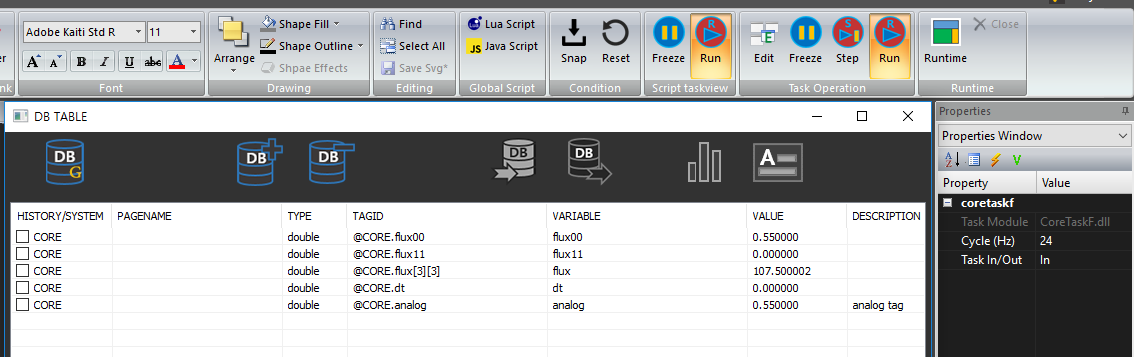 Adobe Kaiti Std R 11
A A B I U abc A
Font
Arrange
Shape Fill
Shape Outline
Shpae Effects
Drawing
Find
Select All
Save Svg*
Editing
Lua Script
JS Java Script
Global Script
Snap Reset
Condition
Freeze R Run
Script taskview
E Edit Freeze S Step R Run
Task Operation
R Runtime Close
Runtime
DB TABLE
DB G DB DB DB DB A
HISTORY/SYSTEM PAGENAME TYPE TAGID VARIABLE VALUE DESCRIPTION
CORE double @CORE.flux00 flux00 0.550000
CORE double @CORE.flux11 flux11 0.000000
CORE double @CORE.flux[3][3] flux 107.500002
CORE double @CORE.dt dt 0.000000
CORE double @CORE.analog analog 0.550000 analog tag
Properties
Properties Window
A Z V
Property Value
coretaskf
Task Module CoreTaskF.dll
Cycle (Hz) 24
Task In/Out In